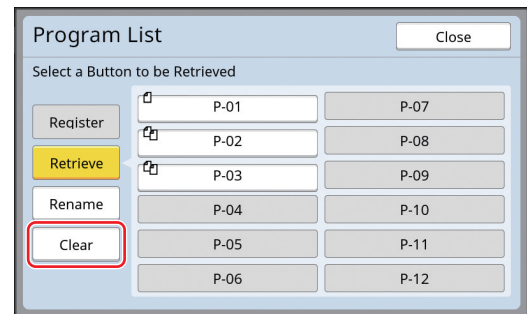 Program List
Close
Select a Button to be Retrieved
Register
Retrieve
Rename
Clear
P-01
P-02
P-03
P-04
P-05
P-06
P-07
P-08
P-09
P-10
P-11
P-12